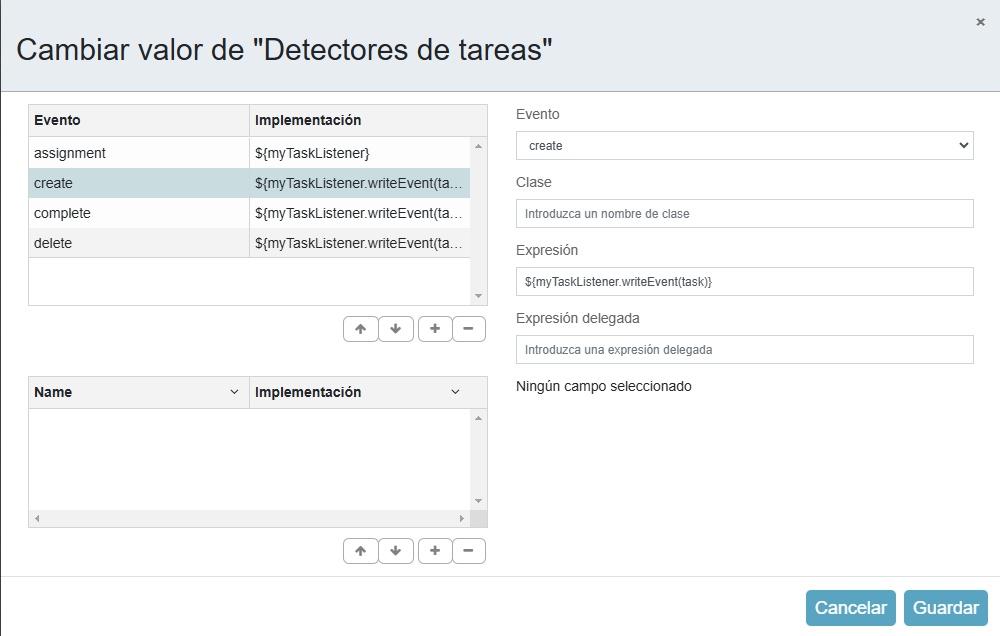 ×
Cambiar valor de "Detectores de tareas"
Evento Implementación
assignment ${myTaskListener}
create ${myTaskListener.writeEvent(ta…
complete ${myTaskListener.writeEvent(ta…
delete ${myTaskListener.writeEvent(ta…
Name Implementación
Evento
create
Clase
Introduzca un nombre de clase
Expresión
${myTaskListener.writeEvent(task)}
Expresión delegada
Introduzca una expresión delegada
Ningún campo seleccionado
Cancelar Guardar